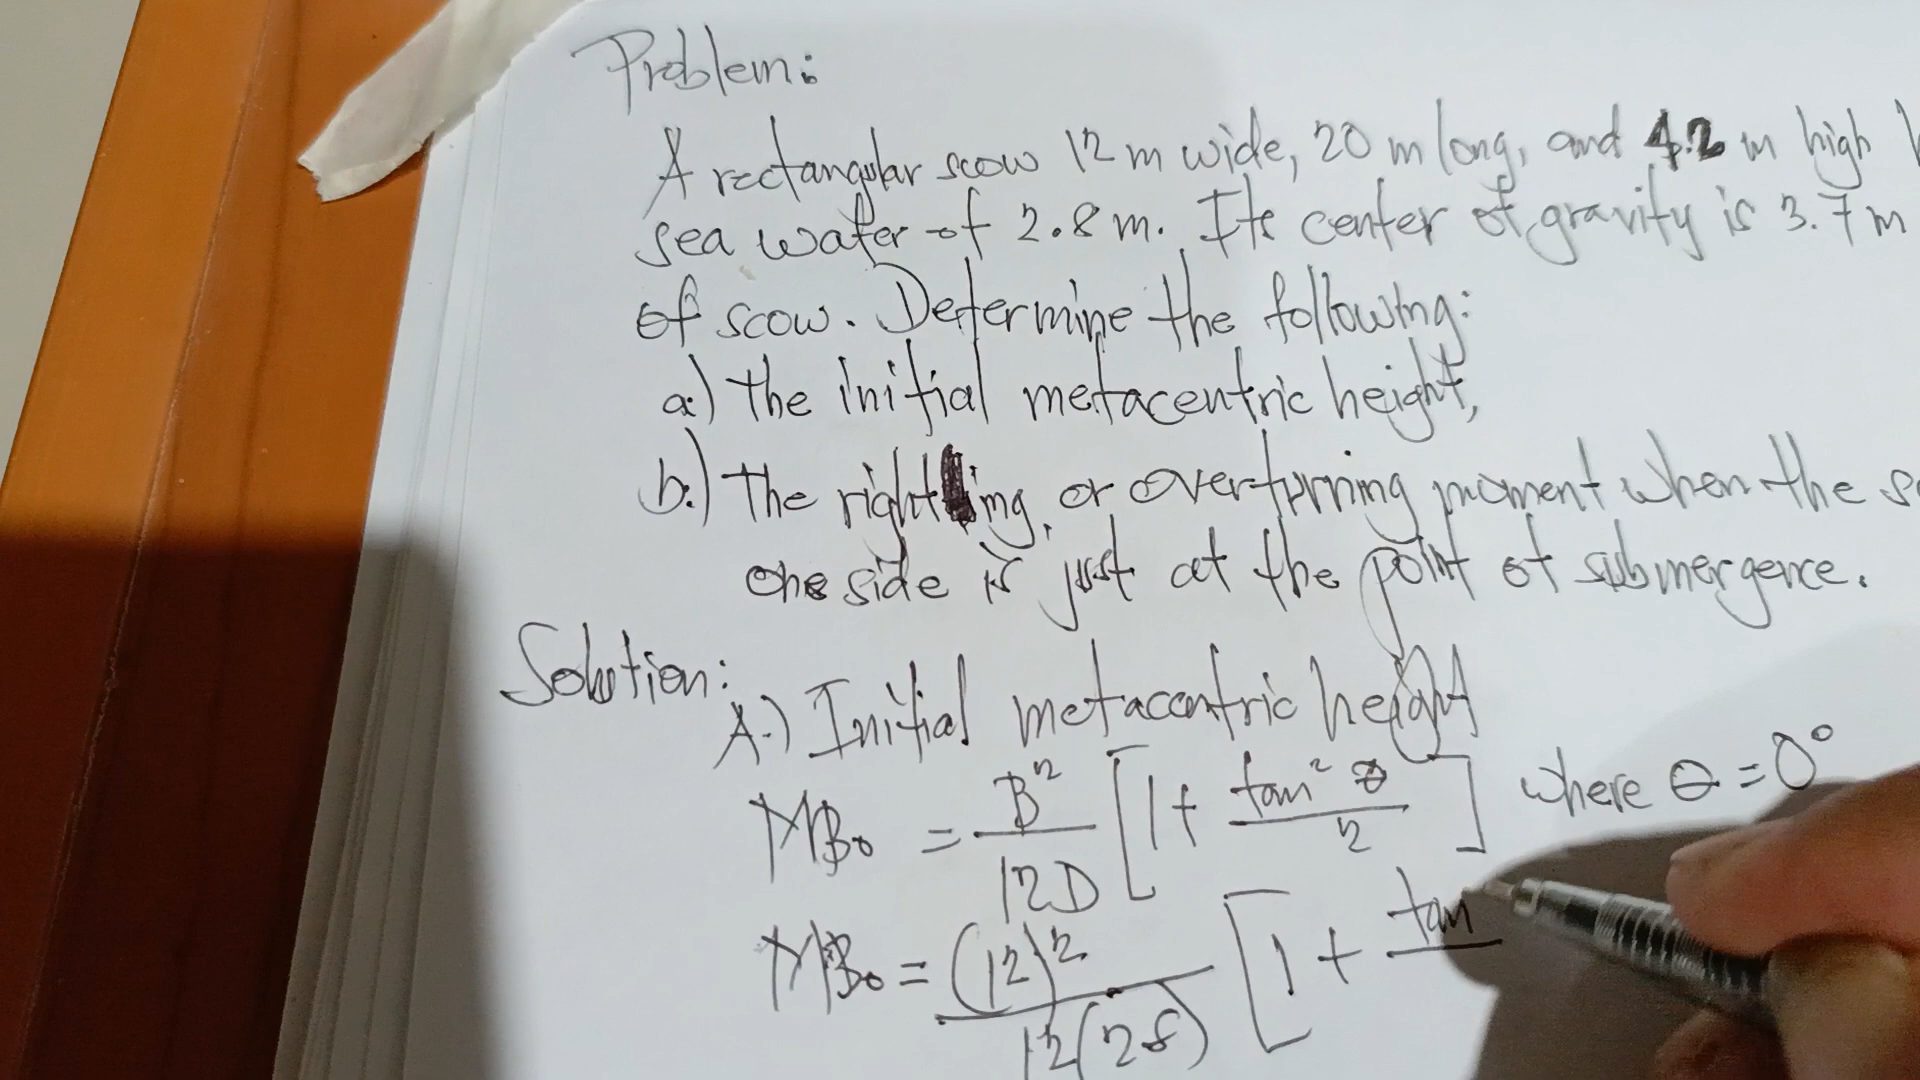 Problem:
A rectangular scow 12 m wide, 20 m long, and 4.2 m high
sea water of 2.8 m. Its center of gravity is 3.7 m
of scow. Determine the following:
a.) the initial metacentric height,
b.) the righting or overturning moment when the
one side is just at the point of submergence.
Solution:
A.) Initial metacentric height
MB₀ = B² / 12D [1 + tan² θ / 2] where θ = 0°
MB₀ = (12)² / 12(2.8) [1 + tan